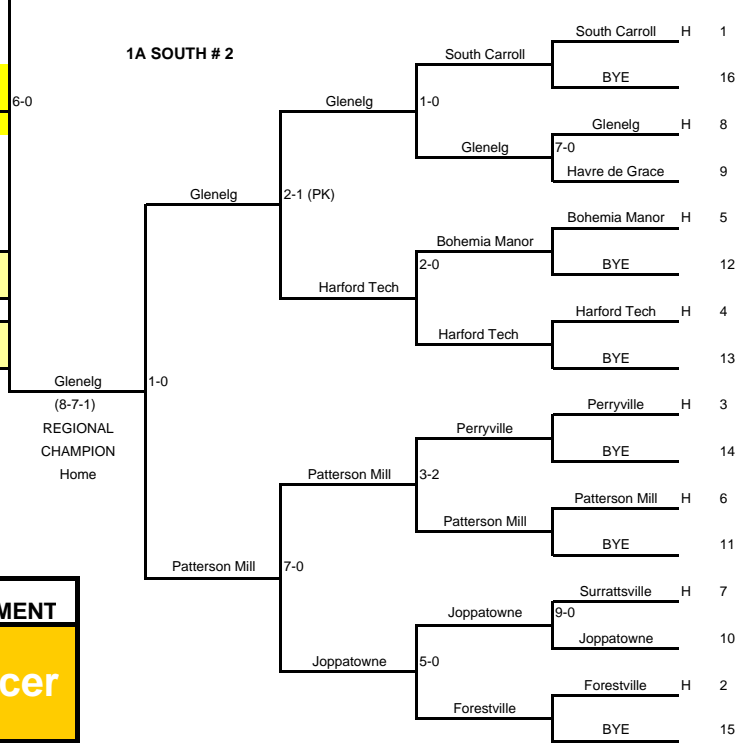 South Carroll H 1
1A SOUTH # 2
South Carroll
BYE 16
6-0
Glenelg
1-0
Glenelg H 8
Glenelg
7-0
Havre de Grace 9
Glenelg
2-1 (PK)
Bohemia Manor H 5
Bohemia Manor
2-0
BYE 12
Harford Tech
Harford Tech H 4
Harford Tech
BYE 13
Glenelg
1-0
(8-7-1)
REGIONAL
CHAMPION
Home
Perryville H 3
Perryville
BYE 14
Patterson Mill
3-2
Patterson Mill H 6
Patterson Mill
BYE 11
Patterson Mill
7-0
Surrattsville H 7
Joppatowne
9-0
Joppatowne 10
Joppatowne
5-0
Forestville H 2
Forestville
BYE 15
MENT
cer